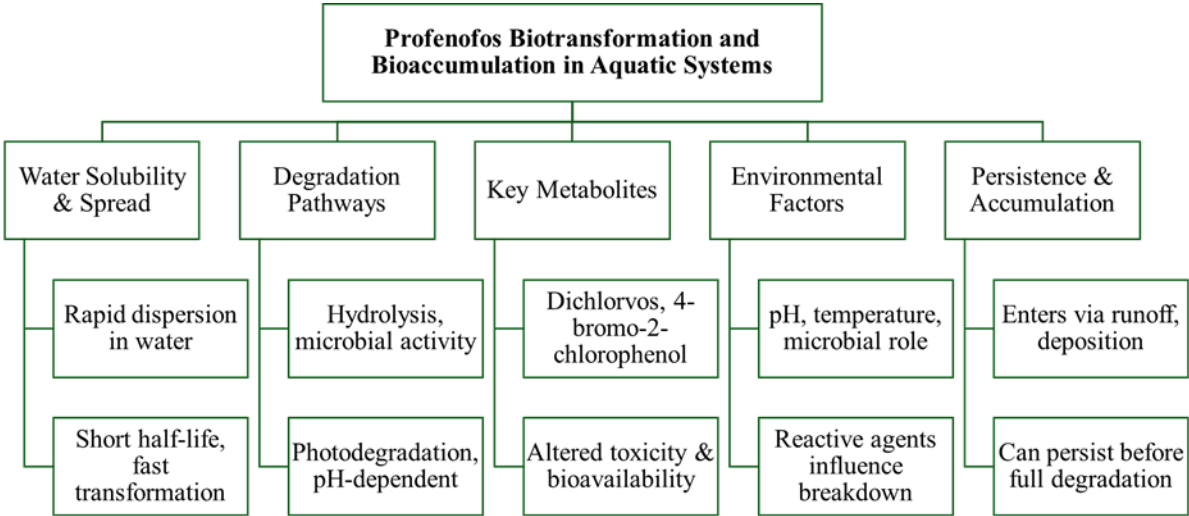 Profenofos Biotransformation and
Bioaccumulation in Aquatic Systems
Water Solubility
& Spread
Rapid dispersion
in water
Short half-life,
fast
transformation
Degradation
Pathways
Hydrolysis,
microbial activity
Photodegradation,
pH-dependent
Key Metabolites
Dichlorvos, 4-
bromo-2-
chlorophenol
Altered toxicity &
bioavailability
Environmental
Factors
pH, temperature,
microbial role
Reactive agents
influence
breakdown
Persistence &
Accumulation
Enters via runoff,
deposition
Can persist before
full degradation